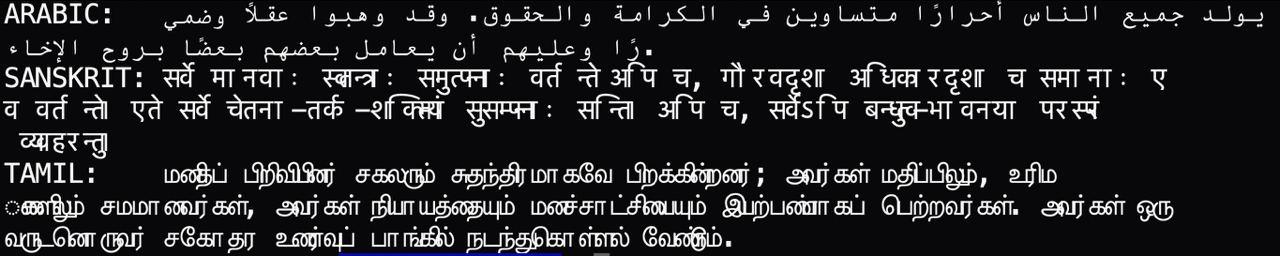 ARABIC: يولد جميع الناس أحرارًا متساوين في الكرامة والحقوق. وقد وهبوا عقلًا وضمي
رًا وعليهم أن يعامل بعضهم بعضًا بروح الإخاء.
SANSKRIT: सर्वे मानवाः स्वतन्त्राः समुत्पन्नाः वर्तन्ते अपि च, गौरवदृशा अधिकारदृशा च समानाः ए
व वर्तन्ते। एते सर्वे चेतना-तर्क-शक्तिभ्यां सुसम्पन्नाः सन्ति। अपि च, सर्वेऽपि बन्धुत्व-भावनया परस्परं
व्यवहरन्तु।
TAMIL: மனிதப் பிறிவியினர் சகலரும் சுதந்திரமாகவே பிறக்கின்றனர்; அவர்கள் மதிப்பிலும், உரிம
ைகளிலும் சமமானவர்கள், அவர்கள் நியாயத்தையும் மனச்சாட்சியையும் இயற்பண்பாகப் பெற்றவர்கள். அவர்கள் ஒரு
வருடனொருவர் சகோதர உணர்வுப் பாங்கில் நடந்துகொள்ளல் வேண்டும்.